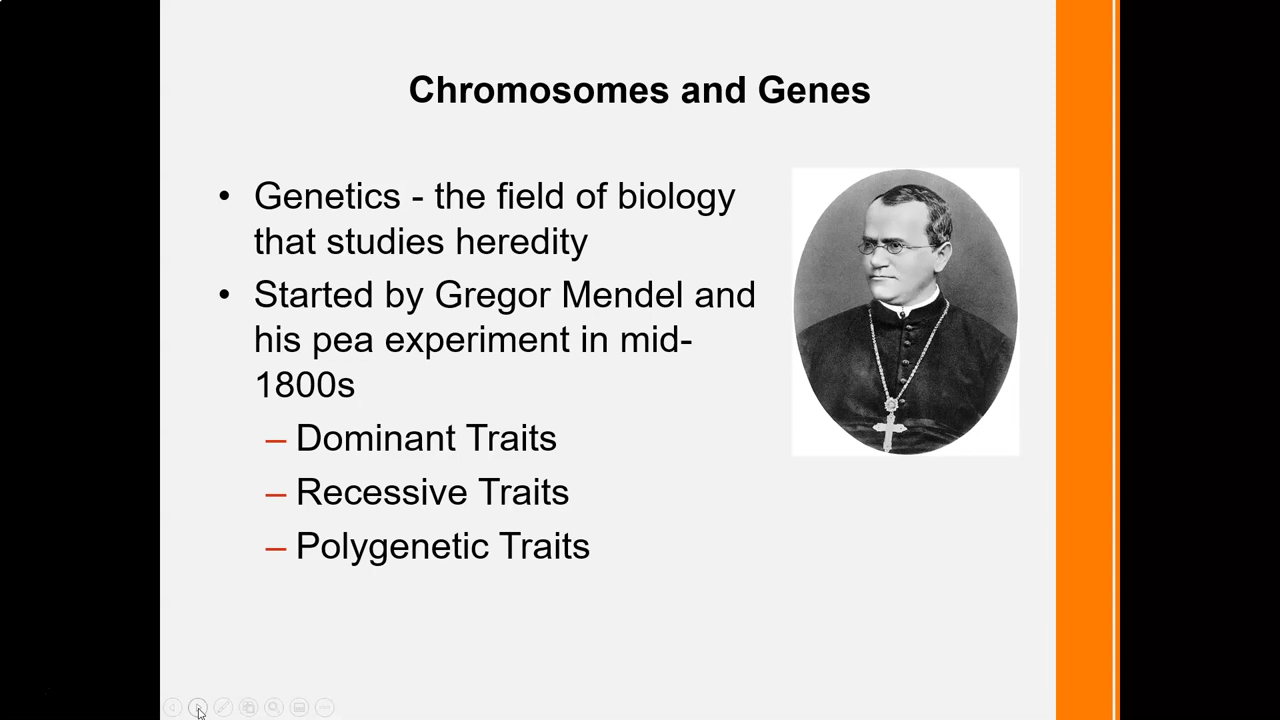 Chromosomes and Genes
• Genetics - the field of biology
that studies heredity
• Started by Gregor Mendel and
his pea experiment in mid-
1800s
– Dominant Traits
– Recessive Traits
– Polygenetic Traits